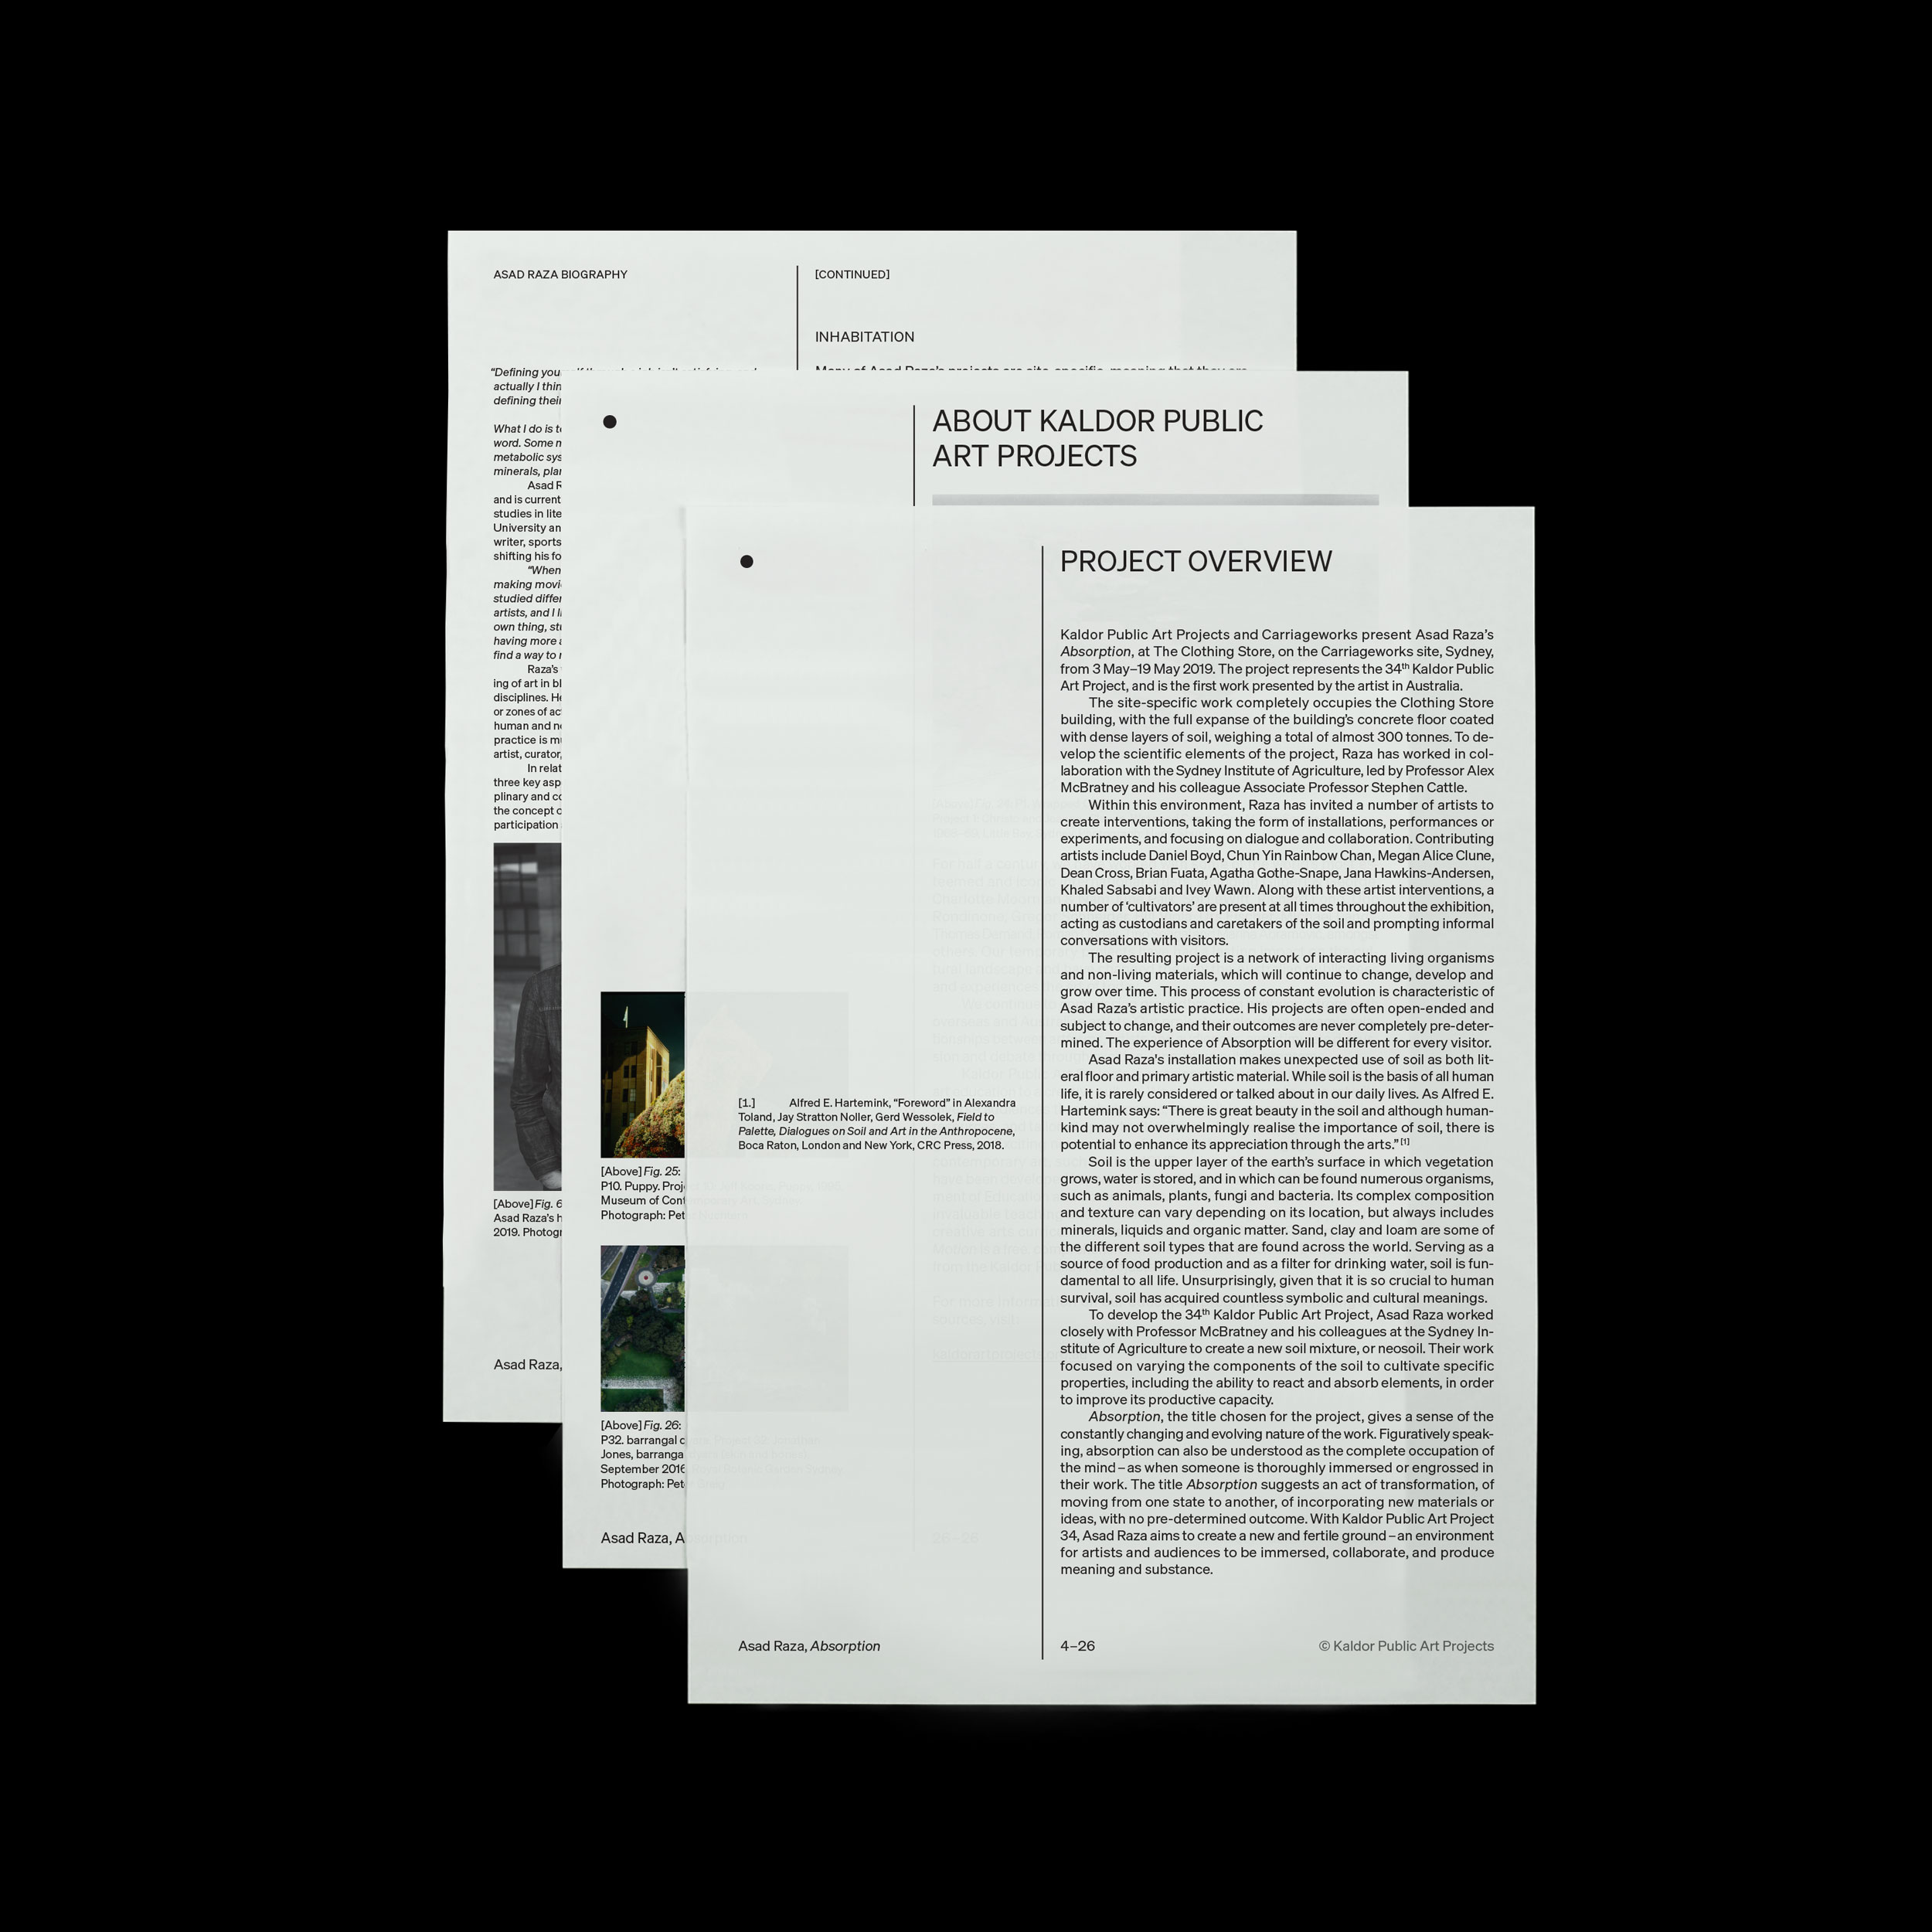 ASAD RAZA BIOGRAPHY
[CONTINUED]
INHABITATION
Many of Asad Raza's projects are site-specific, meaning that they are
“Defining
actually I
defining their
What I do is
word. Some
metabolic
minerals,
Asad
and is
studies in
University
writer, sports
shifting his
“When
making
studied
artists, and I
own thing,
having more
find a way to
Raza’s
ing of art in
disciplines.
or zones of
human and
practice is
artist, curator,
In
three key
plinary and
the concept
participation
[Above] Fig.
Asad Raza’s
2019.
Asad Raza,
ABOUT KALDOR PUBLIC
ART PROJECTS
[Above] Fig. 25:
P10. Puppy.
Museum of
Photograph:
[Above] Fig. 26:
P32. barrangal
Jones,
September 2016
Photograph:
Asad Raza, Absorption
26–26
PROJECT OVERVIEW
Kaldor Public Art Projects and Carriageworks present Asad Raza’s
Absorption, at The Clothing Store, on the Carriageworks site, Sydney,
from 3 May–19 May 2019. The project represents the 34th Kaldor Public
Art Project, and is the first work presented by the artist in Australia.
The site-specific work completely occupies the Clothing Store
building, with the full expanse of the building’s concrete floor coated
with dense layers of soil, weighing a total of almost 300 tonnes. To de-
velop the scientific elements of the project, Raza has worked in col-
laboration with the Sydney Institute of Agriculture, led by Professor Alex
McBratney and his colleague Associate Professor Stephen Cattle.
Within this environment, Raza has invited a number of artists to
create interventions, taking the form of installations, performances or
experiments, and focusing on dialogue and collaboration. Contributing
artists include Daniel Boyd, Chun Yin Rainbow Chan, Megan Alice Clune,
Dean Cross, Brian Fuata, Agatha Gothe-Snape, Jana Hawkins-Andersen,
Khaled Sabsabi and Ivey Wawn. Along with these artist interventions, a
number of ‘cultivators’ are present at all times throughout the exhibition,
acting as custodians and caretakers of the soil and prompting informal
conversations with visitors.
The resulting project is a network of interacting living organisms
and non-living materials, which will continue to change, develop and
grow over time. This process of constant evolution is characteristic of
Asad Raza’s artistic practice. His projects are often open-ended and
subject to change, and their outcomes are never completely pre-deter-
mined. The experience of Absorption will be different for every visitor.
Asad Raza's installation makes unexpected use of soil as both lit-
eral floor and primary artistic material. While soil is the basis of all human
life, it is rarely considered or talked about in our daily lives. As Alfred E.
Hartemink says: “There is great beauty in the soil and although human-
kind may not overwhelmingly realise the importance of soil, there is
potential to enhance its appreciation through the arts.” [1]
Soil is the upper layer of the earth’s surface in which vegetation
grows, water is stored, and in which can be found numerous organisms,
such as animals, plants, fungi and bacteria. Its complex composition
and texture can vary depending on its location, but always includes
minerals, liquids and organic matter. Sand, clay and loam are some of
the different soil types that are found across the world. Serving as a
source of food production and as a filter for drinking water, soil is fun-
damental to all life. Unsurprisingly, given that it is so crucial to human
survival, soil has acquired countless symbolic and cultural meanings.
To develop the 34th Kaldor Public Art Project, Asad Raza worked
closely with Professor McBratney and his colleagues at the Sydney In-
stitute of Agriculture to create a new soil mixture, or neosoil. Their work
focused on varying the components of the soil to cultivate specific
properties, including the ability to react and absorb elements, in order
to improve its productive capacity.
Absorption, the title chosen for the project, gives a sense of the
constantly changing and evolving nature of the work. Figuratively speak-
ing, absorption can also be understood as the complete occupation of
the mind – as when someone is thoroughly immersed or engrossed in
their work. The title Absorption suggests an act of transformation, of
moving from one state to another, of incorporating new materials or
ideas, with no pre-determined outcome. With Kaldor Public Art Project
34, Asad Raza aims to create a new and fertile ground – an environment
for artists and audiences to be immersed, collaborate, and produce
meaning and substance.
[1.] Alfred E. Hartemink, “Foreword” in Alexandra
Toland, Jay Stratton Noller, Gerd Wessolek, Field to
Palette, Dialogues on Soil and Art in the Anthropocene,
Boca Raton, London and New York, CRC Press, 2018.
Asad Raza, Absorption
4–26
© Kaldor Public Art Projects